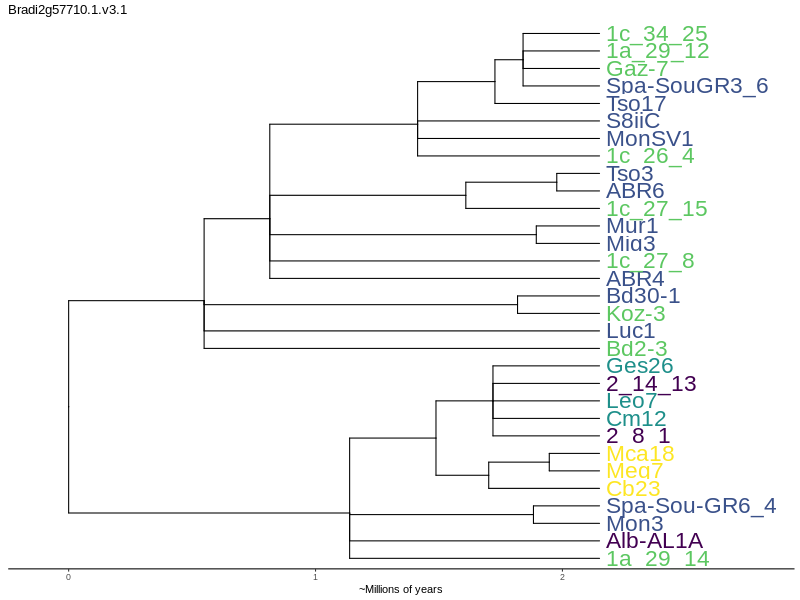 Bradi2g57710.1.v3.1
1c_34_25
1a_29_12
Gaz-7
Spa-SouGR3_6
Tso17
S8iiC
MonSV1
1c_26_4
Tso3
ABR6
1c_27_15
Mur1
Mig3
1c_27_8
ABR4
Bd30-1
Koz-3
Luc1
Bd2-3
Ges26
2_14_13
Leo7
Cm12
2_8_1
Mca18
Meg7
Cb23
Spa-Sou-GR6_4
Mon3
Alb-AL1A
1a_29_14
0 1 2
~Millions of years